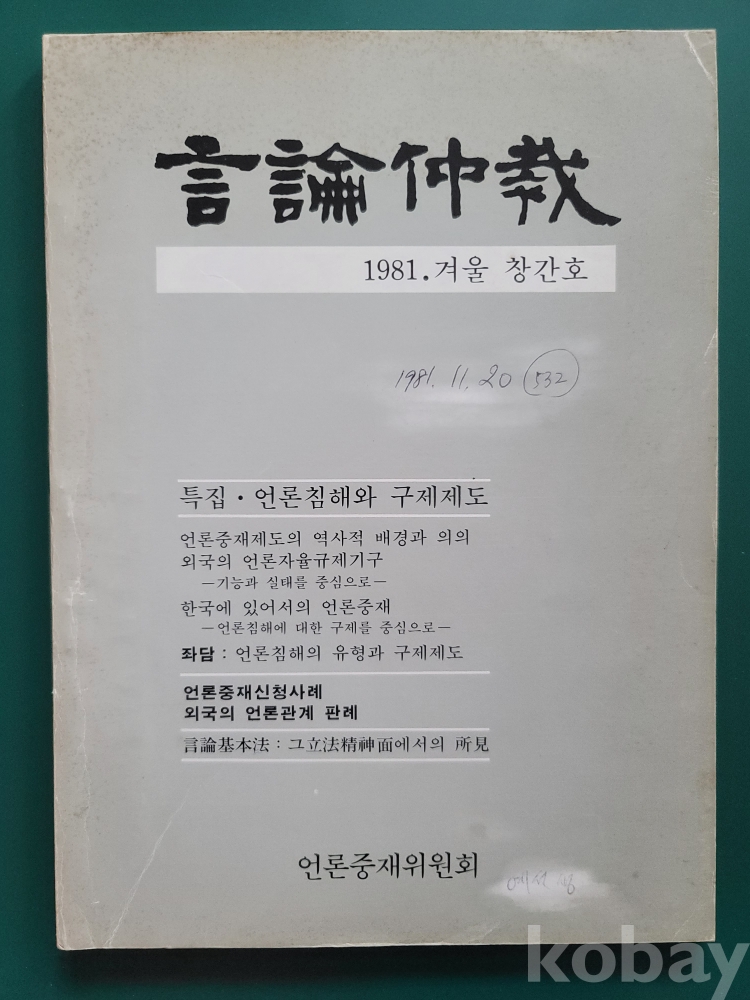 言論仲裁
1981.겨울 창간호
1981. 11. 20 532
특집·언론침해와 구제제도
언론중재제도의 역사적 배경과 의의
외국의 언론자율규제기구
—기능과 실태를 중심으로—
한국에 있어서의 언론중재
—언론침해에 대한 구제를 중심으로—
좌담 : 언론침해의 유형과 구제제도
언론중재신청사례
외국의 언론관계 판례
言論基本法 : 그立法精神面에서의 所見
언론중재위원회
kobay